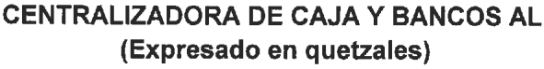 CENTRALIZADORA DE CAJA Y BANCOS AL
(Expresado en quetzales)